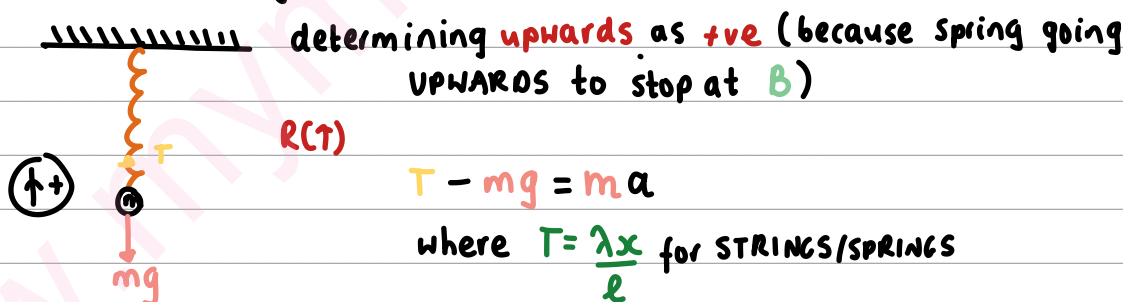 determining upwards as +ve (because spring going
UPWARDS to stop at B)
R(↑)
T
↑+
T - mg = ma
m
where T = λx/l for STRINGS/SPRINGS
mg